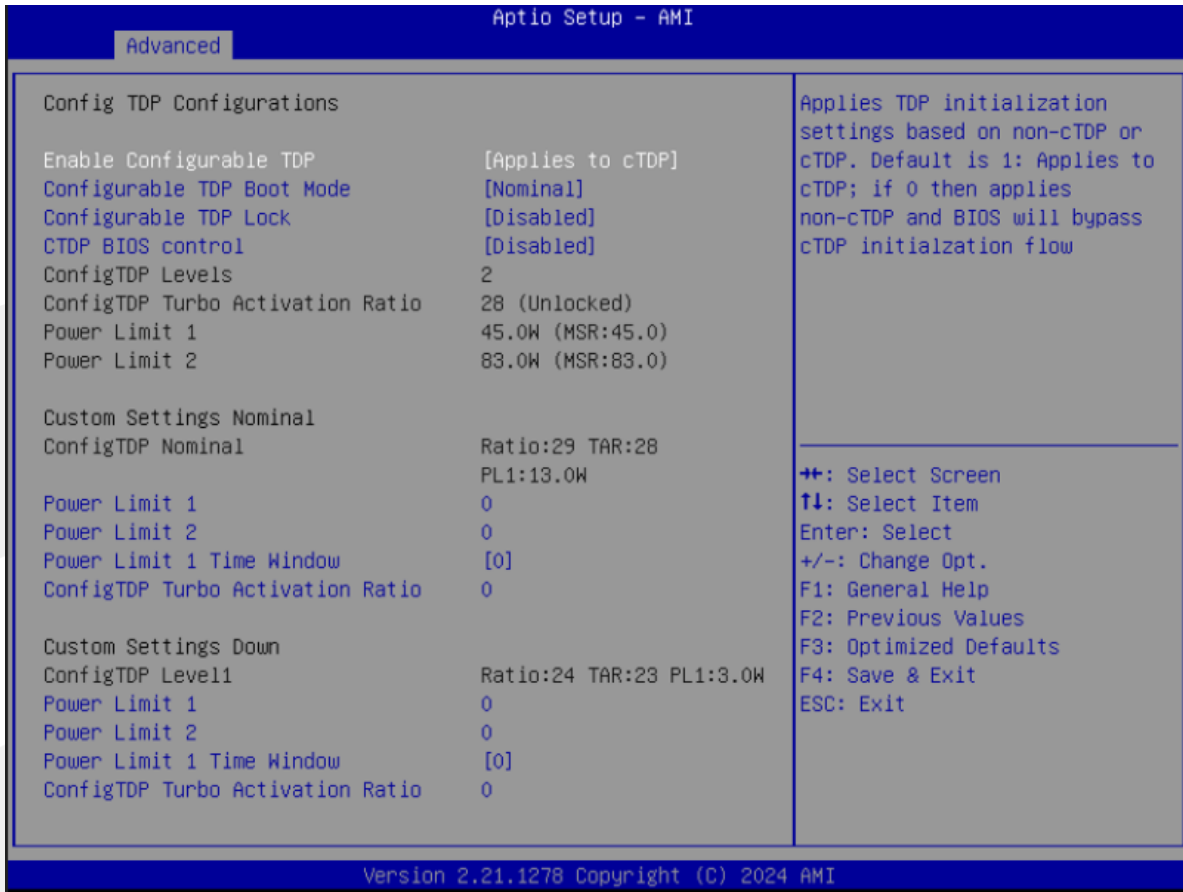 Aptio Setup – AMI
Advanced
Config TDP Configurations
Enable Configurable TDP [Applies to cTDP]
Configurable TDP Boot Mode [Nominal]
Configurable TDP Lock [Disabled]
CTDP BIOS control [Disabled]
ConfigTDP Levels 2
ConfigTDP Turbo Activation Ratio 28 (Unlocked)
Power Limit 1 45.0W (MSR:45.0)
Power Limit 2 83.0W (MSR:83.0)
Custom Settings Nominal
ConfigTDP Nominal Ratio:29 TAR:28
PL1:13.0W
Power Limit 1 0
Power Limit 2 0
Power Limit 1 Time Window [0]
ConfigTDP Turbo Activation Ratio 0
Custom Settings Down
ConfigTDP Level1 Ratio:24 TAR:23 PL1:3.0W
Power Limit 1 0
Power Limit 2 0
Power Limit 1 Time Window [0]
ConfigTDP Turbo Activation Ratio 0
Applies TDP initialization
settings based on non-cTDP or
cTDP. Default is 1: Applies to
cTDP; if 0 then applies
non-cTDP and BIOS will bypass
cTDP initialzation flow
→←: Select Screen
↑↓: Select Item
Enter: Select
+/-: Change Opt.
F1: General Help
F2: Previous Values
F3: Optimized Defaults
F4: Save & Exit
ESC: Exit
Version 2.21.1278 Copyright (C) 2024 AMI